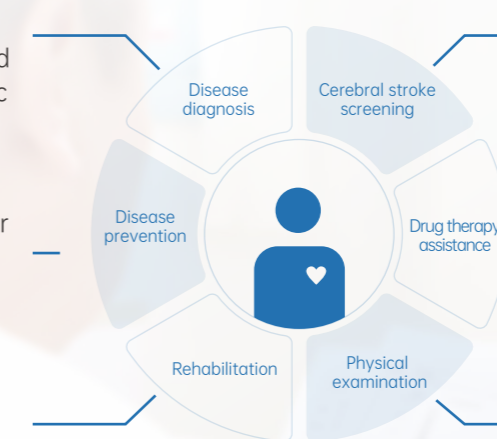 Disease
diagnosis
Cerebral stroke
screening
Disease
prevention
Drug therapy
assistance
Rehabilitation
Physical
examination